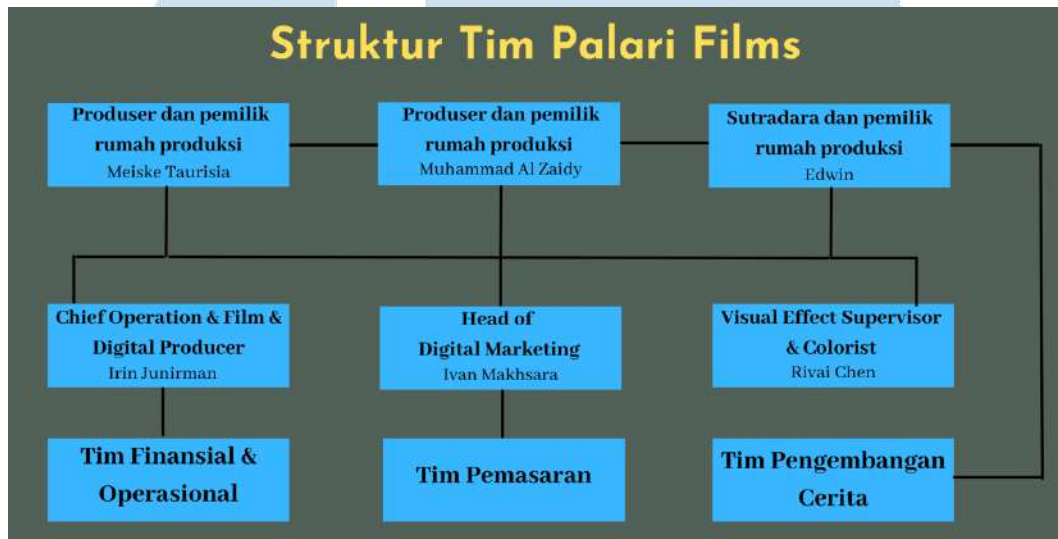 Struktur Tim Palari Films
Produser dan pemilik
rumah produksi
Meiske Taurisia
Produser dan pemilik
rumah produksi
Muhammad Al Zaidy
Sutradara dan pemilik
rumah produksi
Edwin
Chief Operation & Film &
Digital Producer
Irin Junirman
Head of
Digital Marketing
Ivan Makhsara
Visual Effect Supervisor
& Colorist
Rivai Chen
Tim Finansial &
Operasional
Tim Pemasaran
Tim Pengembangan
Cerita